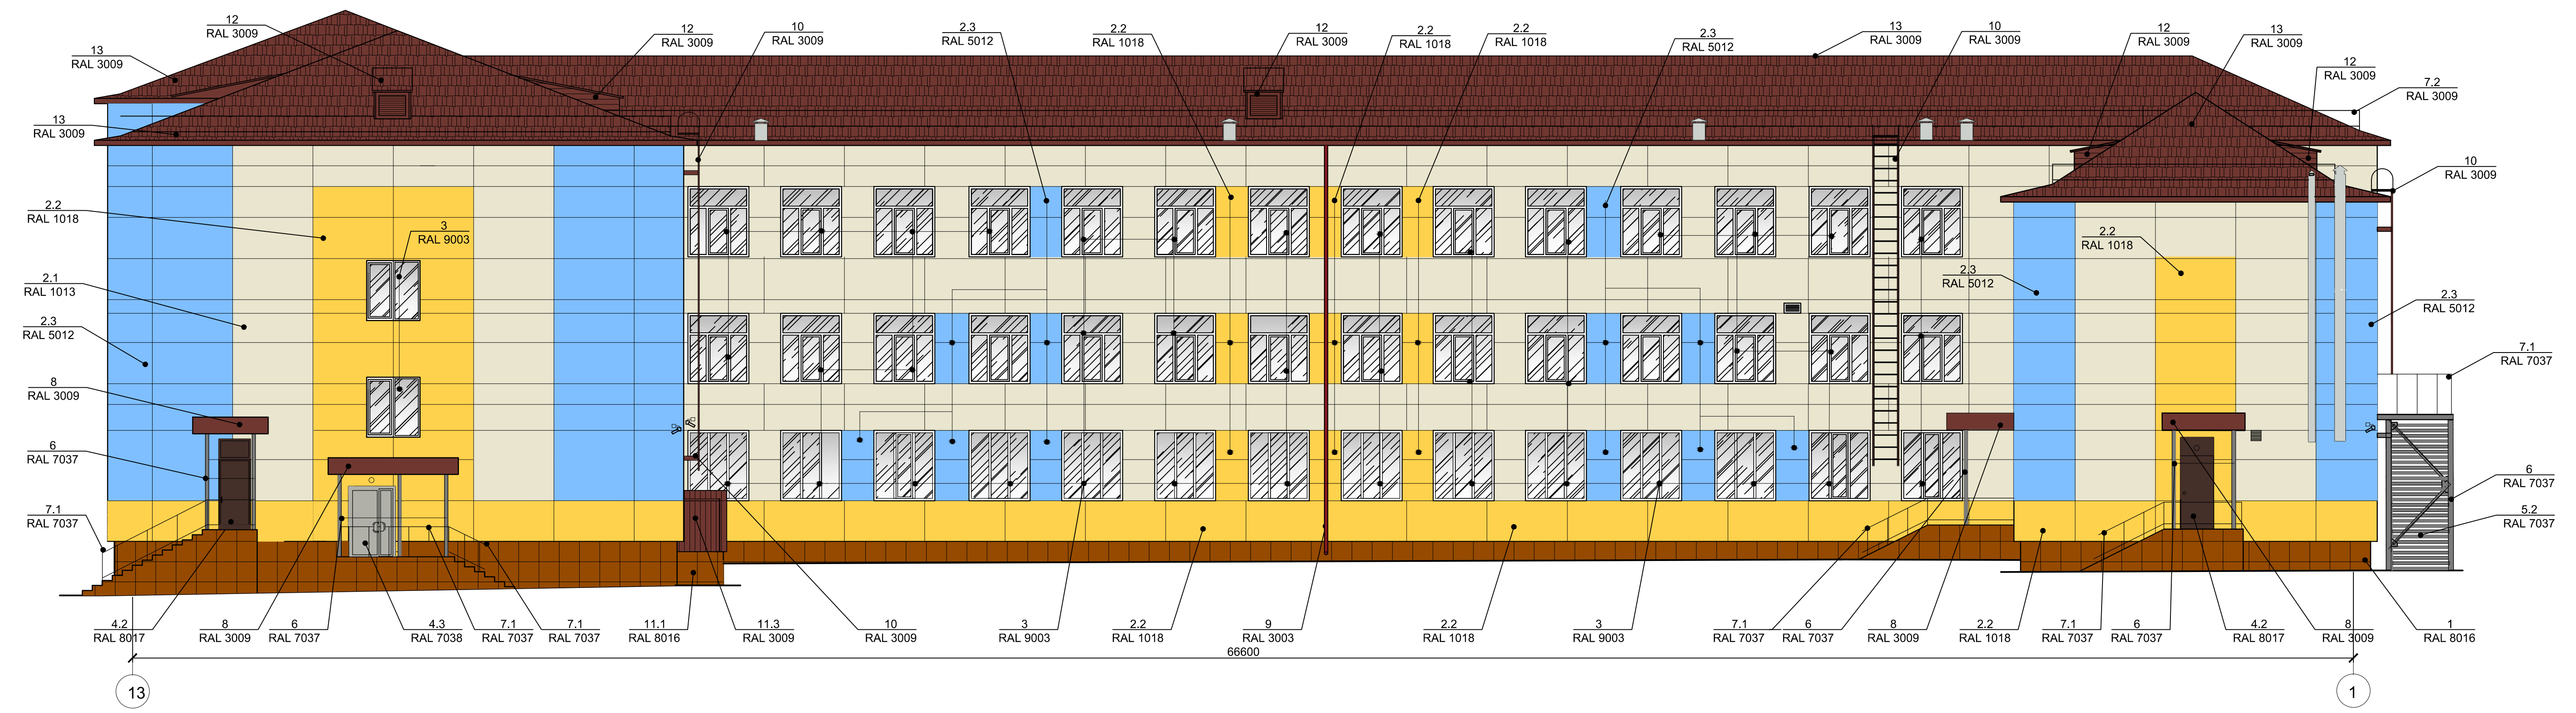 12
RAL 3009
13
RAL 3009
12
RAL 3009
10
RAL 3009
2.3
RAL 5012
2.2
RAL 1018
12
RAL 3009
2.2
RAL 1018
2.2
RAL 1018
2.3
RAL 5012
13
RAL 3009
10
RAL 3009
12
RAL 3009
13
RAL 3009
12
RAL 3009
7.2
RAL 3009
13
RAL 3009
10
RAL 3009
2.2
RAL 1018
3
RAL 9003
2.2
RAL 1018
2.1
RAL 1013
2.3
RAL 5012
2.3
RAL 5012
2.3
RAL 5012
7.1
RAL 7037
8
RAL 3009
6
RAL 7037
6
RAL 7037
7.1
RAL 7037
5.2
RAL 7037
4.2
RAL 8017
8
RAL 3009
6
RAL 7037
4.3
RAL 7038
7.1
RAL 7037
7.1
RAL 7037
11.1
RAL 8016
11.3
RAL 3009
10
RAL 3009
3
RAL 9003
2.2
RAL 1018
9
RAL 3003
2.2
RAL 1018
3
RAL 9003
7.1
RAL 7037
6
RAL 7037
8
RAL 3009
2.2
RAL 1018
7.1
RAL 7037
6
RAL 7037
4.2
RAL 8017
8
RAL 3009
1
RAL 8016
66600
13
1